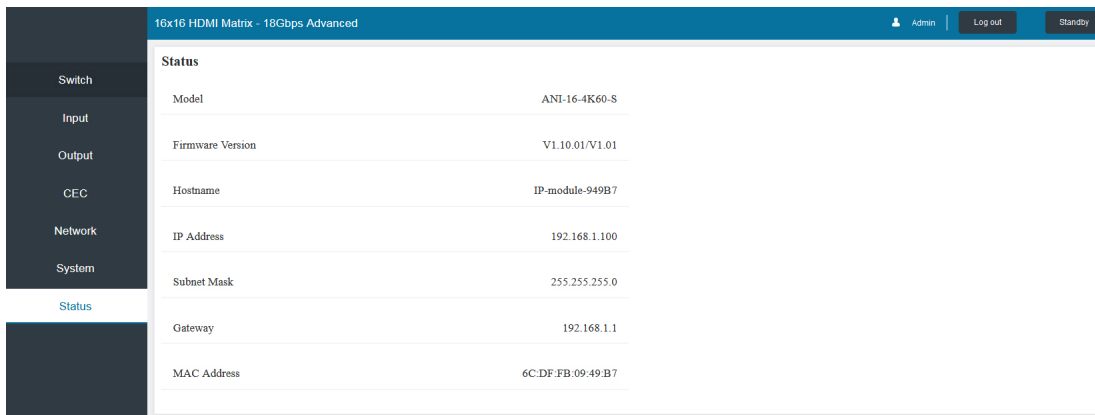 16x16 HDMI Matrix - 18Gbps Advanced
Admin
Log out
Standby
Switch
Input
Output
CEC
Network
System
Status
Status
Model ANI-16-4K60-S
Firmware Version V1.10.01/V1.01
Hostname IP-module-949B7
IP Address 192.168.1.100
Subnet Mask 255.255.255.0
Gateway 192.168.1.1
MAC Address 6C:DF:FB:09:49:B7